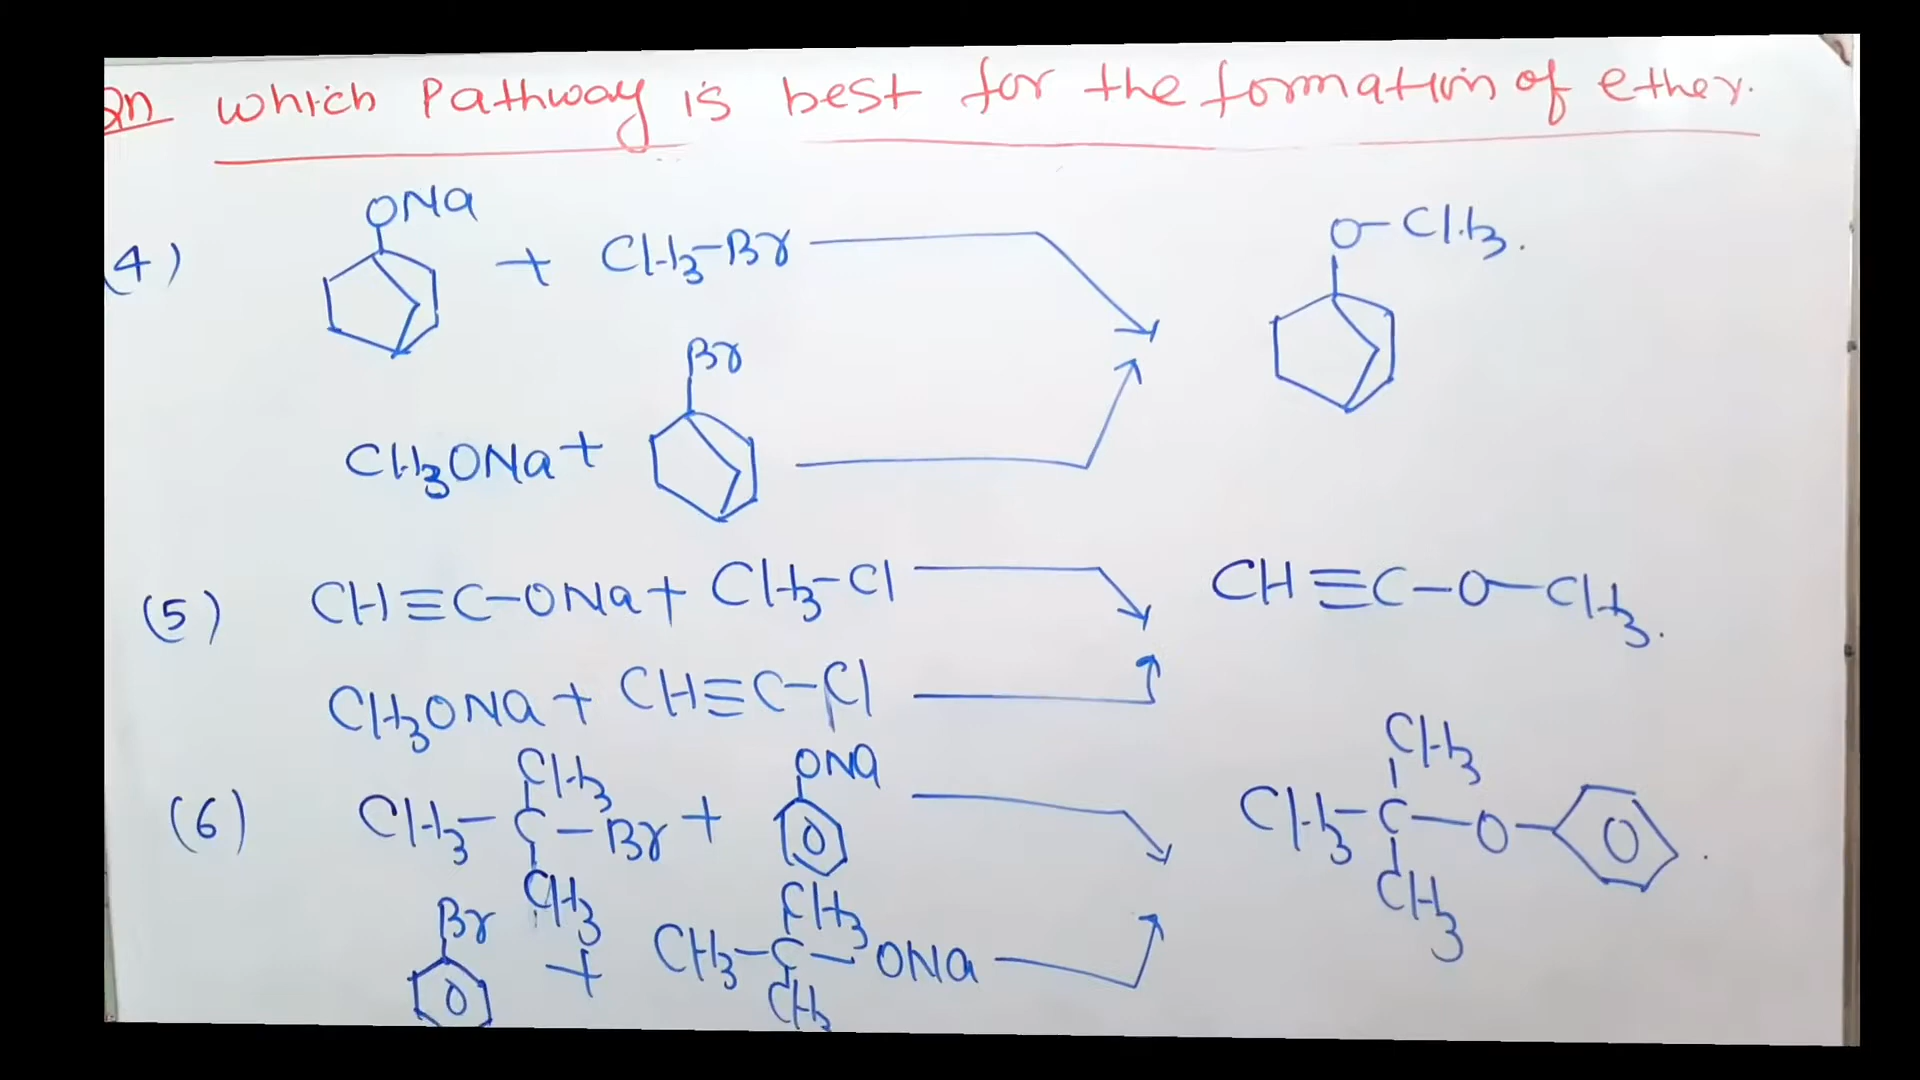 Qn Which Pathway is best for the formation of ether.
(4) ONa + CH3-Br O-CH3.
Br
CH3ONa +
(5) CH≡C-ONa + CH3-Cl CH≡C-O-CH3.
CH3ONa + CH≡C-Cl
CH3 ONa CH3
(6) CH3-C-Br + CH3-C-O-
CH3 CH3
Br CH3
+ CH3-C-ONa
CH3